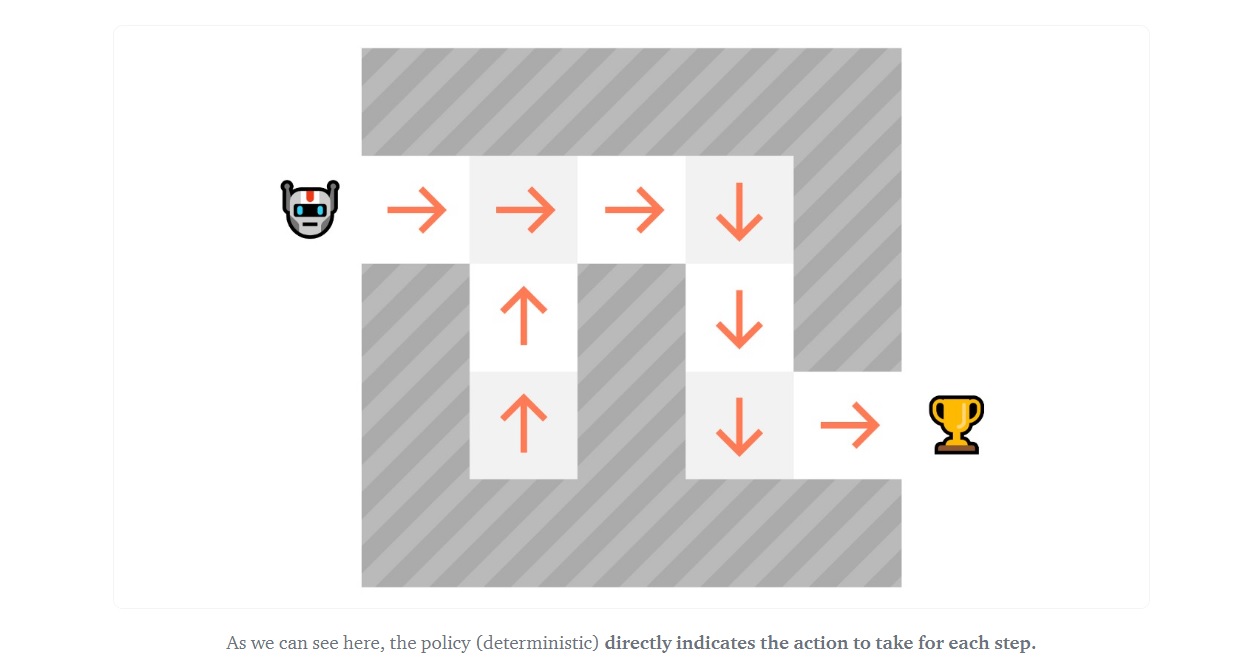 As we can see here, the policy (deterministic) directly indicates the action to take for each step.